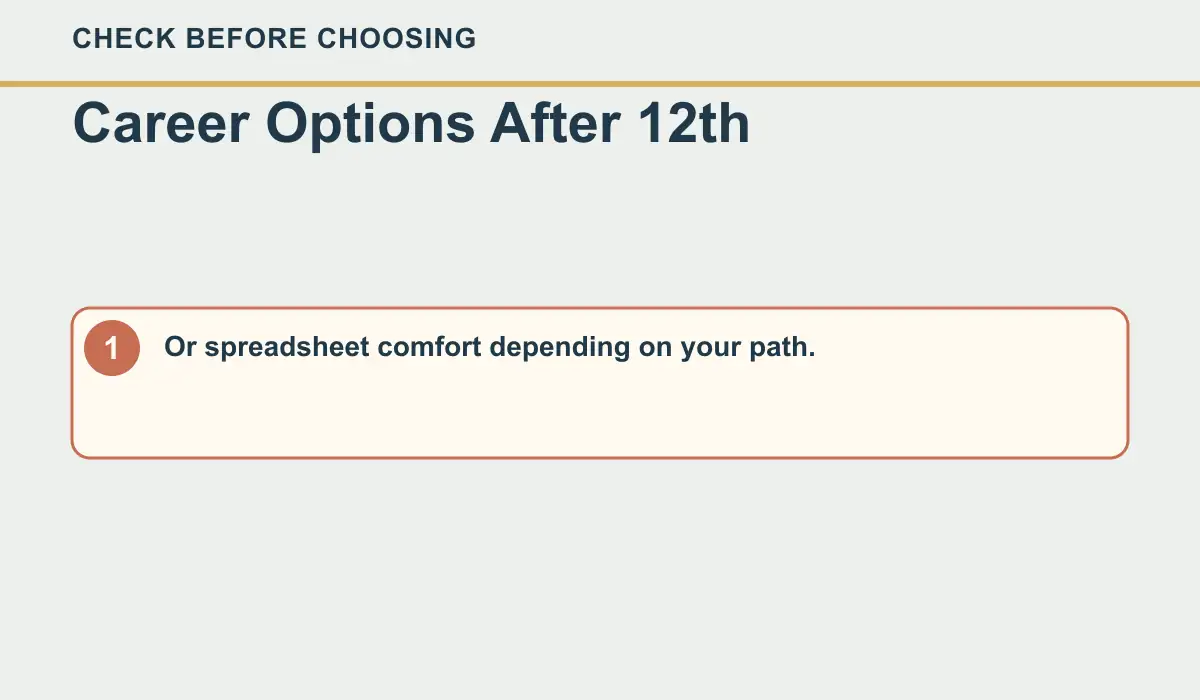 CHECK BEFORE CHOOSING
Career Options After 12th
1 Or spreadsheet comfort depending on your path.